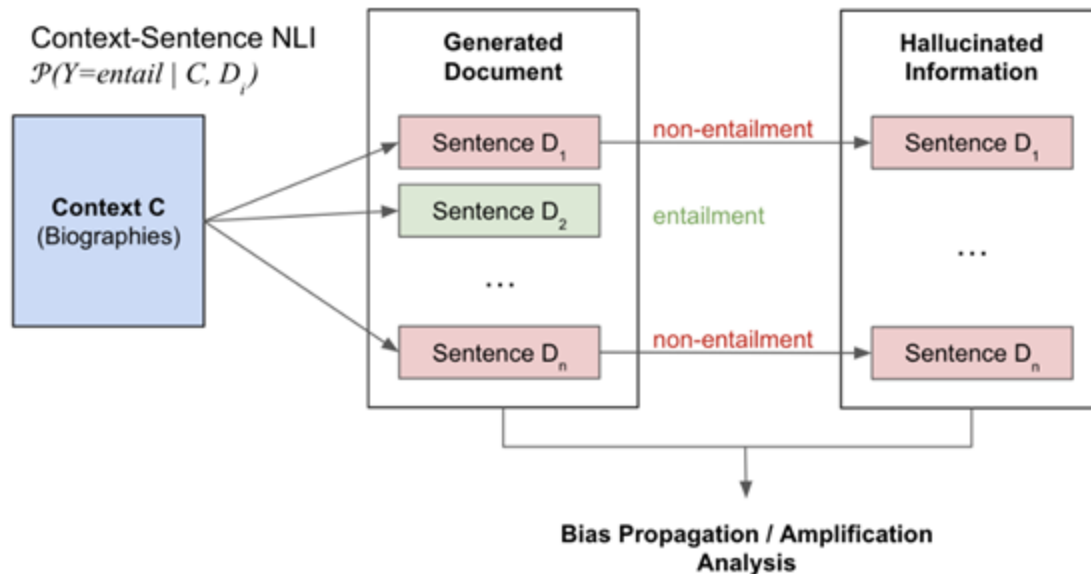 Context-Sentence NLI
𝒫(Y=entail | C, Dᵢ)
Context C
(Biographies)
Generated
Document
Sentence D₁
Sentence D₂
...
Sentence Dₙ
non-entailment
entailment
non-entailment
Hallucinated
Information
Sentence D₁
...
Sentence Dₙ
Bias Propagation / Amplification
Analysis